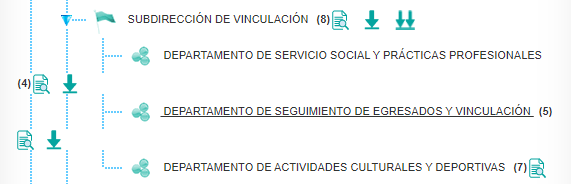 SUBDIRECCIÓN DE VINCULACIÓN (8)
DEPARTAMENTO DE SERVICIO SOCIAL Y PRÁCTICAS PROFESIONALES
(4)
DEPARTAMENTO DE SEGUIMIENTO DE EGRESADOS Y VINCULACIÓN (5)
DEPARTAMENTO DE ACTIVIDADES CULTURALES Y DEPORTIVAS (7)